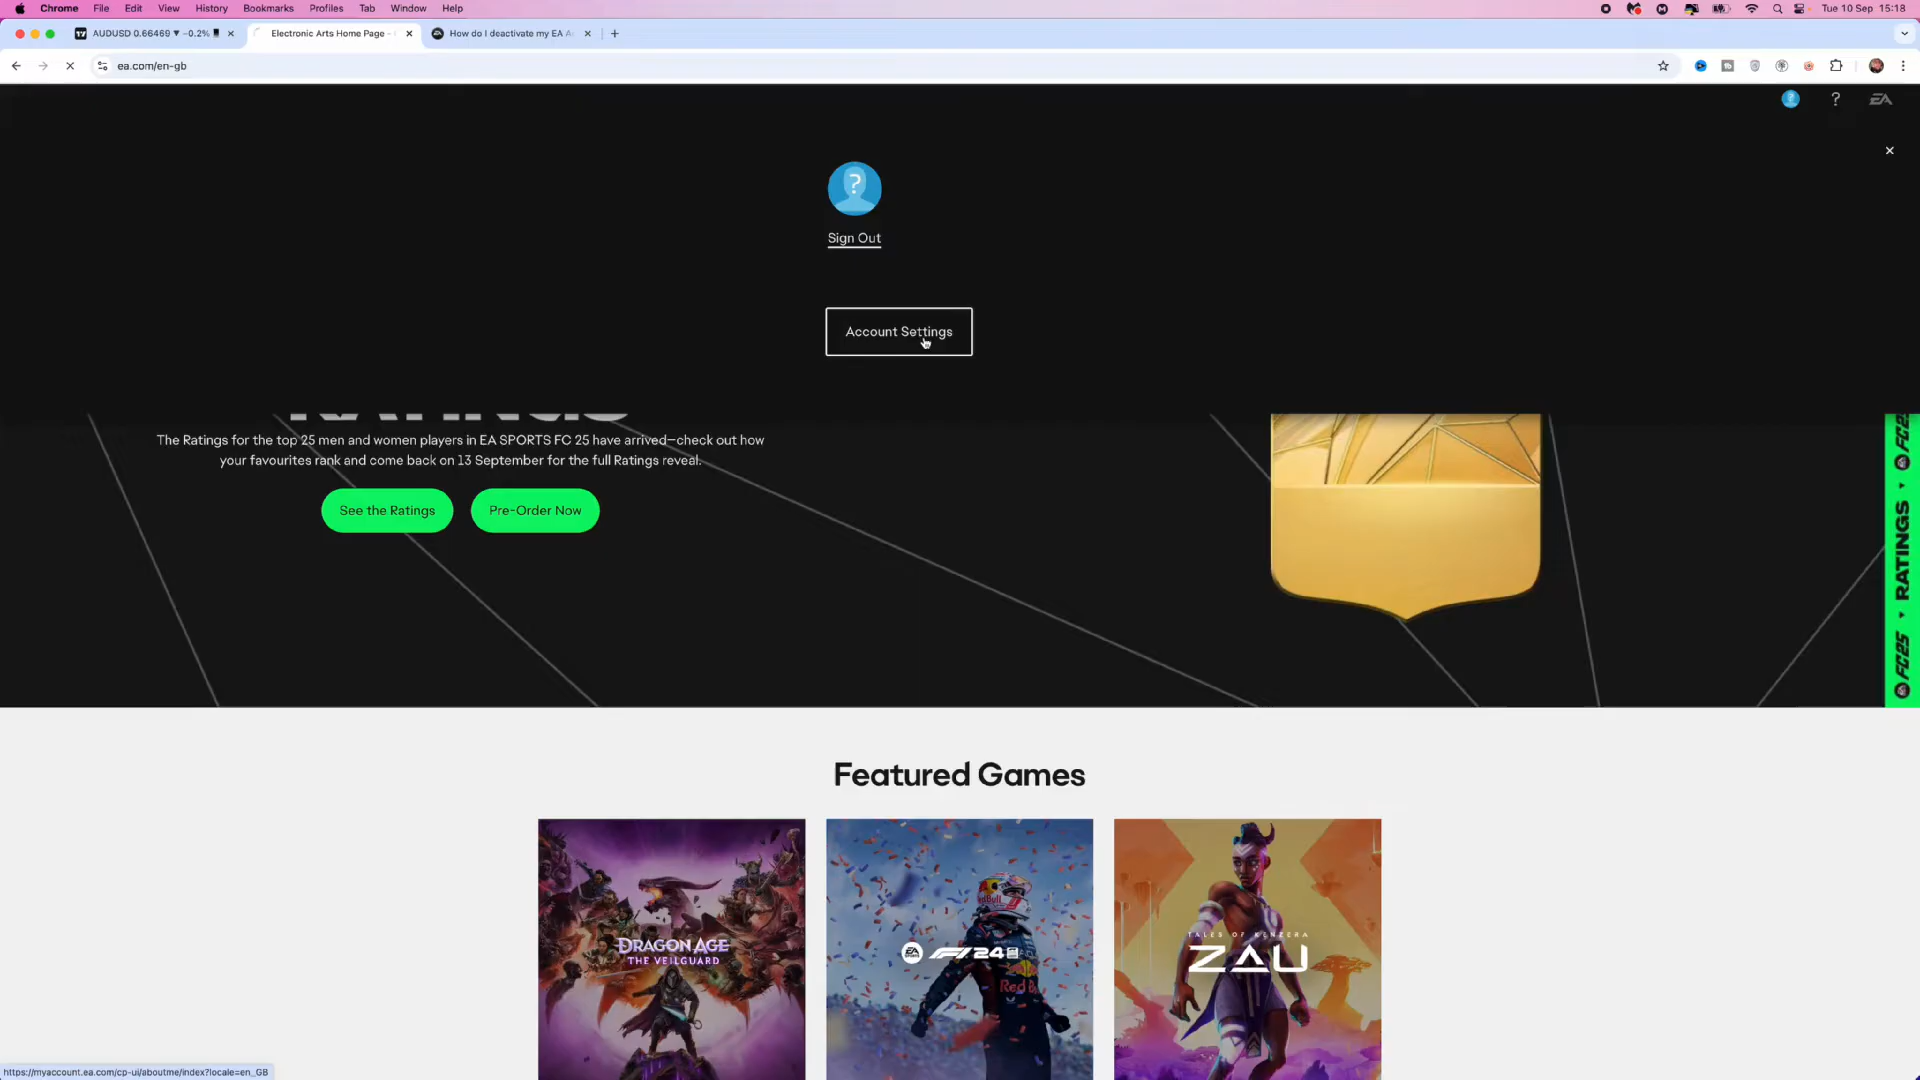 Chrome File Edit View History Bookmarks Profiles Tab Window Help
Tue 10 Sep 15:18
AUDUSD 0.66469 ▼ −0.2%
Electronic Arts Home Page -
How do I deactivate my EA A
ea.com/en-gb
EA
Sign Out
Account Settings
The Ratings for the top 25 men and women players in EA SPORTS FC 25 have arrived—check out how
your favourites rank and come back on 13 September for the full Ratings reveal.
See the Ratings
Pre-Order Now
FC25 ▼ RATINGS ▼ FC25
Featured Games
DRAGON AGE
THE VEILGUARD
EA SPORTS F1 24
Red Bull
TALES OF KENZERA
ZAU
https://myaccount.ea.com/cp-ui/aboutme/index?locale=en_GB